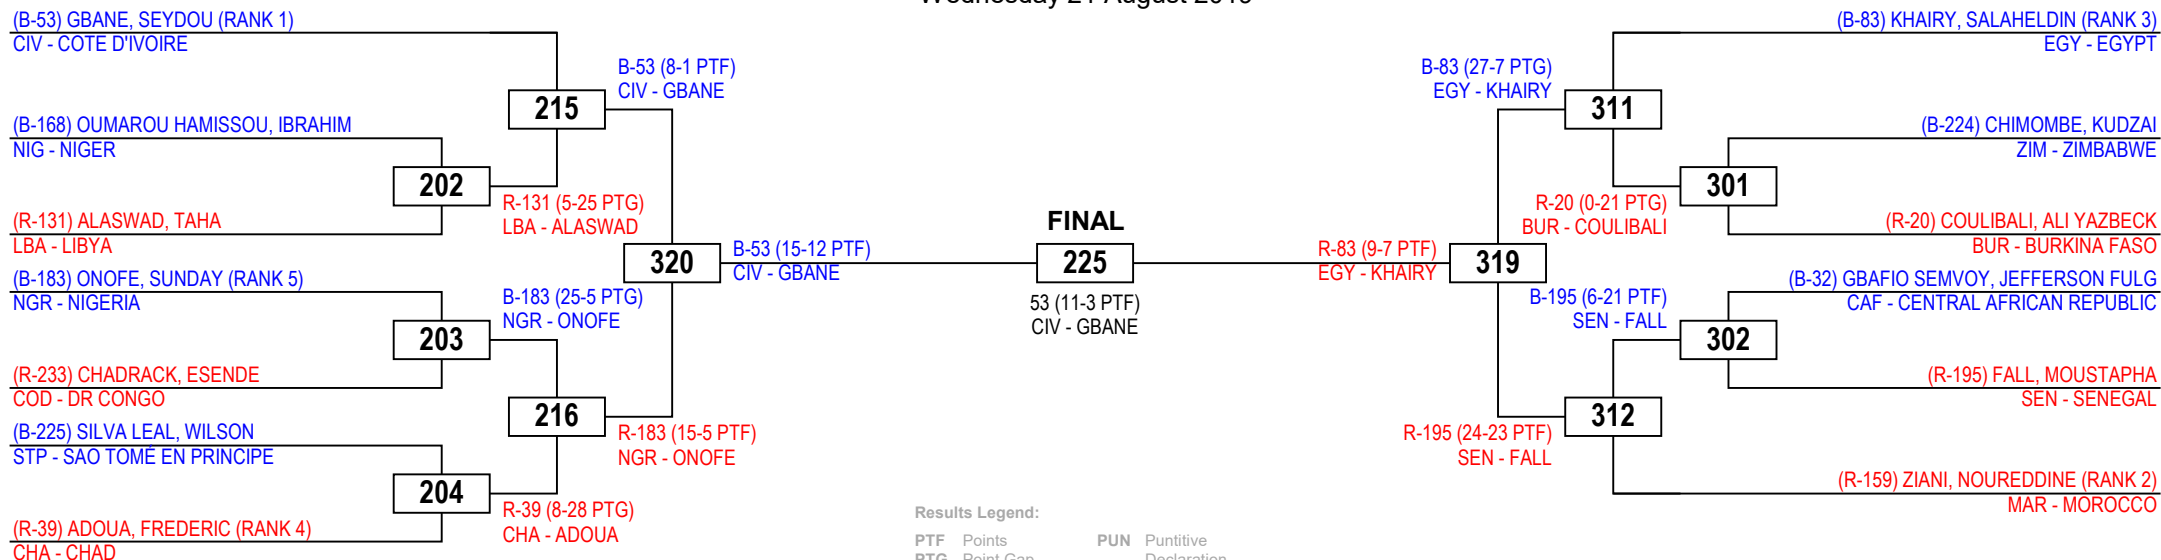 Wednesday 21 August 2019
(B-53) GBANE, SEYDOU (RANK 1)
CIV - COTE D'IVOIRE
(B-168) OUMAROU HAMISSOU, IBRAHIM
NIG - NIGER
(R-131) ALASWAD, TAHA
LBA - LIBYA
(B-183) ONOFE, SUNDAY (RANK 5)
NGR - NIGERIA
(R-233) CHADRACK, ESENDE
COD - DR CONGO
(B-225) SILVA LEAL, WILSON
STP - SAO TOMÉ EN PRINCIPE
(R-39) ADOUA, FREDERIC (RANK 4)
CHA - CHAD
202
203
204
R-131 (5-25 PTG)
LBA - ALASWAD
B-183 (25-5 PTG)
NGR - ONOFE
R-39 (8-28 PTG)
CHA - ADOUA
215
216
B-53 (8-1 PTF)
CIV - GBANE
R-183 (15-5 PTF)
NGR - ONOFE
320
B-53 (15-12 PTF)
CIV - GBANE
FINAL
225
53 (11-3 PTF)
CIV - GBANE
R-83 (9-7 PTF)
EGY - KHAIRY
319
B-83 (27-7 PTG)
EGY - KHAIRY
R-195 (24-23 PTF)
SEN - FALL
311
312
R-20 (0-21 PTG)
BUR - COULIBALI
B-195 (6-21 PTF)
SEN - FALL
301
302
(B-83) KHAIRY, SALAHELDIN (RANK 3)
EGY - EGYPT
(B-224) CHIMOMBE, KUDZAI
ZIM - ZIMBABWE
(R-20) COULIBALI, ALI YAZBECK
BUR - BURKINA FASO
(B-32) GBAFIO SEMVOY, JEFFERSON FULG
CAF - CENTRAL AFRICAN REPUBLIC
(R-195) FALL, MOUSTAPHA
SEN - SENEGAL
(R-159) ZIANI, NOUREDDINE (RANK 2)
MAR - MOROCCO
Results Legend:
PTF Points PUN Puntitive
PTG Point Gap Declaration